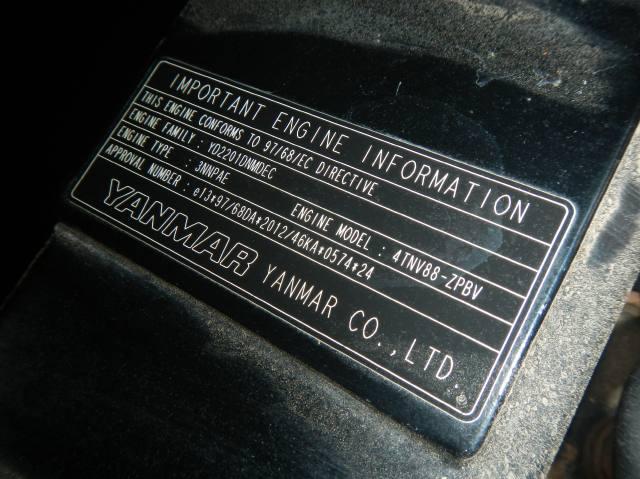 IMPORTANT ENGINE INFORMATION
THIS ENGINE CONFORMS TO 97/68/EC DIRECTIVE
ENGINE FAMILY : YD2201DNMDEC
ENGINE TYPE : 3NNPAE ENGINE MODEL : 4TNV88-ZPBV
APPROVAL NUMBER : e13*97/68DA*2012/46KA*0574*24
YANMAR YANMAR CO.,LTD.